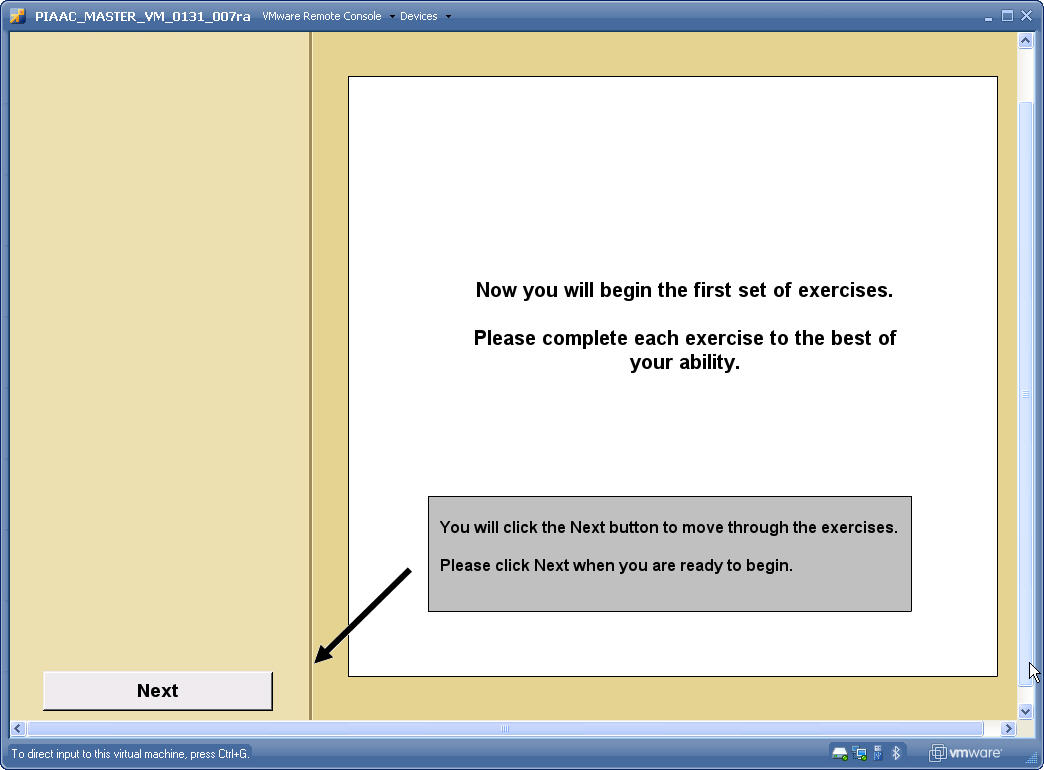 PIAAC_MASTER_VM_0131_007ra VMware Remote Console Devices
Now you will begin the first set of exercises.
Please complete each exercise to the best of
your ability.
You will click the Next button to move through the exercises.
Please click Next when you are ready to begin.
Next
To direct input to this virtual machine, press Ctrl+G.
vmware